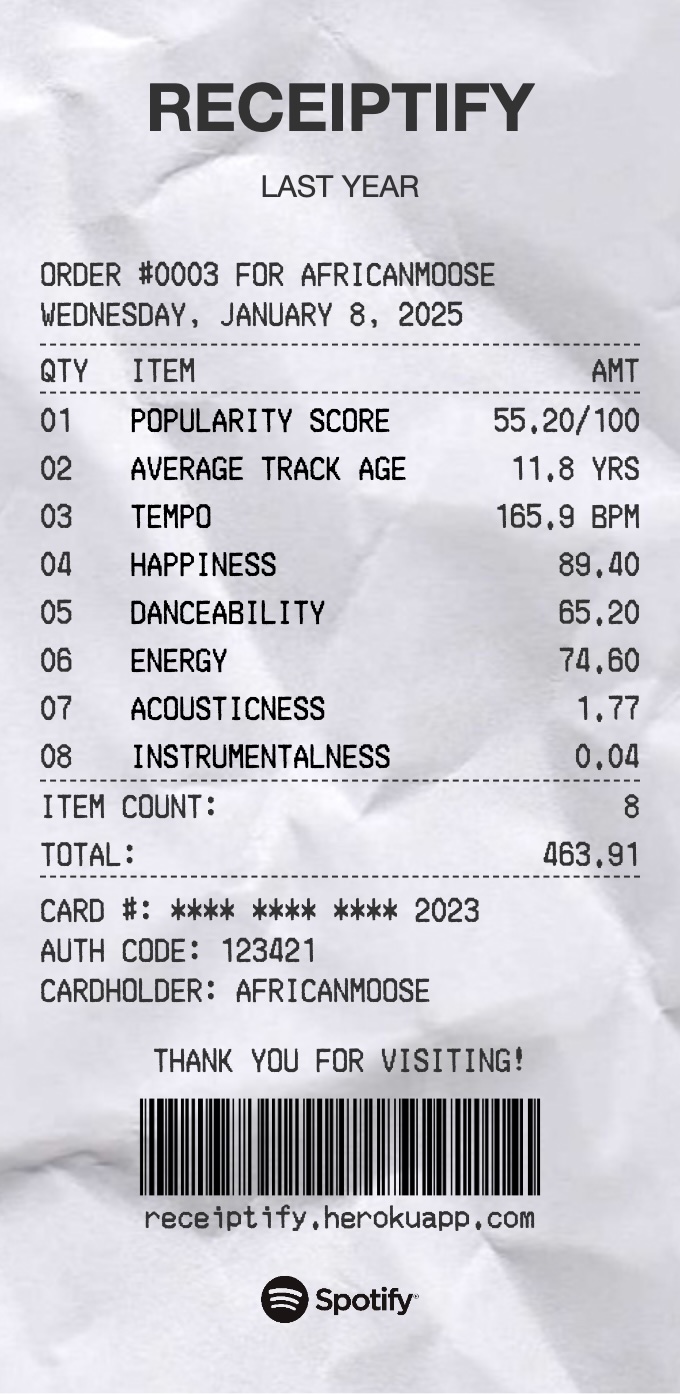 RECEIPTIFY
LAST YEAR
ORDER #0003 FOR AFRICANMOOSE
WEDNESDAY, JANUARY 8, 2025
QTY ITEM AMT
01 POPULARITY SCORE 55.20/100
02 AVERAGE TRACK AGE 11.8 YRS
03 TEMPO 165.9 BPM
04 HAPPINESS 89.40
05 DANCEABILITY 65.20
06 ENERGY 74.60
07 ACOUSTICNESS 1.77
08 INSTRUMENTALNESS 0.04
ITEM COUNT: 8
TOTAL: 463.91
CARD #: **** **** **** 2023
AUTH CODE: 123421
CARDHOLDER: AFRICANMOOSE
THANK YOU FOR VISITING!
receiptify.herokuapp.com
Spotify®